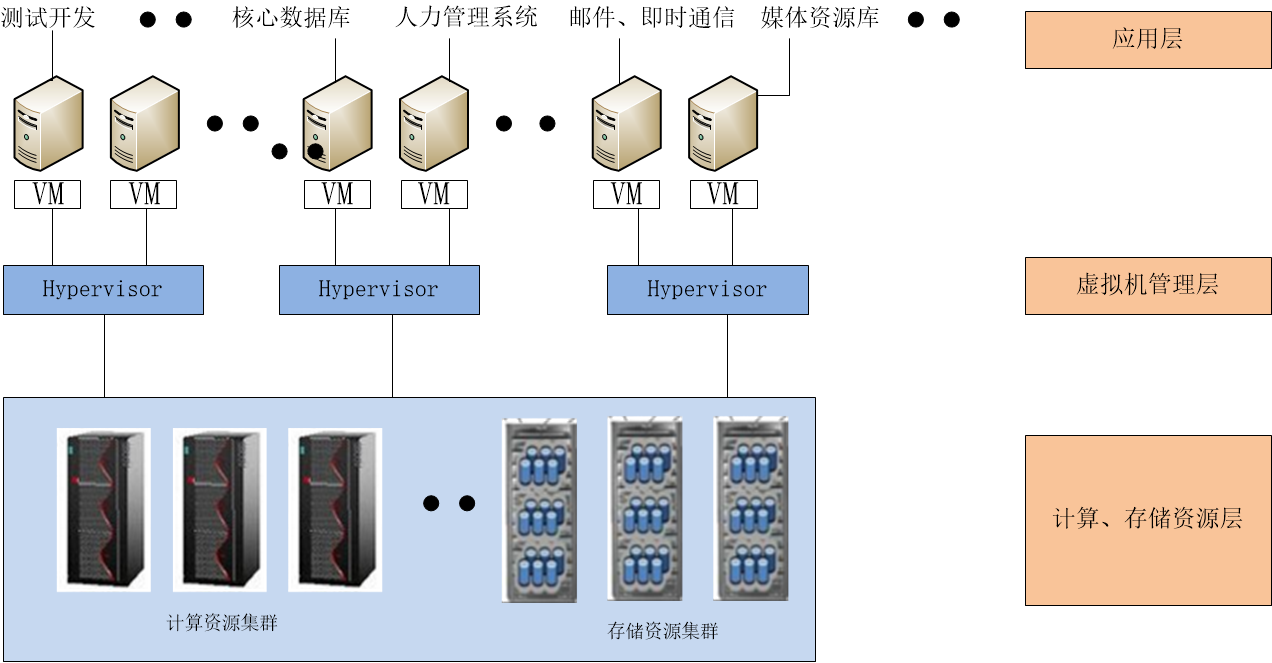 测试开发
核心数据库
人力管理系统
邮件、即时通信
媒体资源库
应用层
VM
VM
VM
VM
VM
VM
Hypervisor
Hypervisor
Hypervisor
虚拟机管理层
计算、存储资源层
计算资源集群
存储资源集群